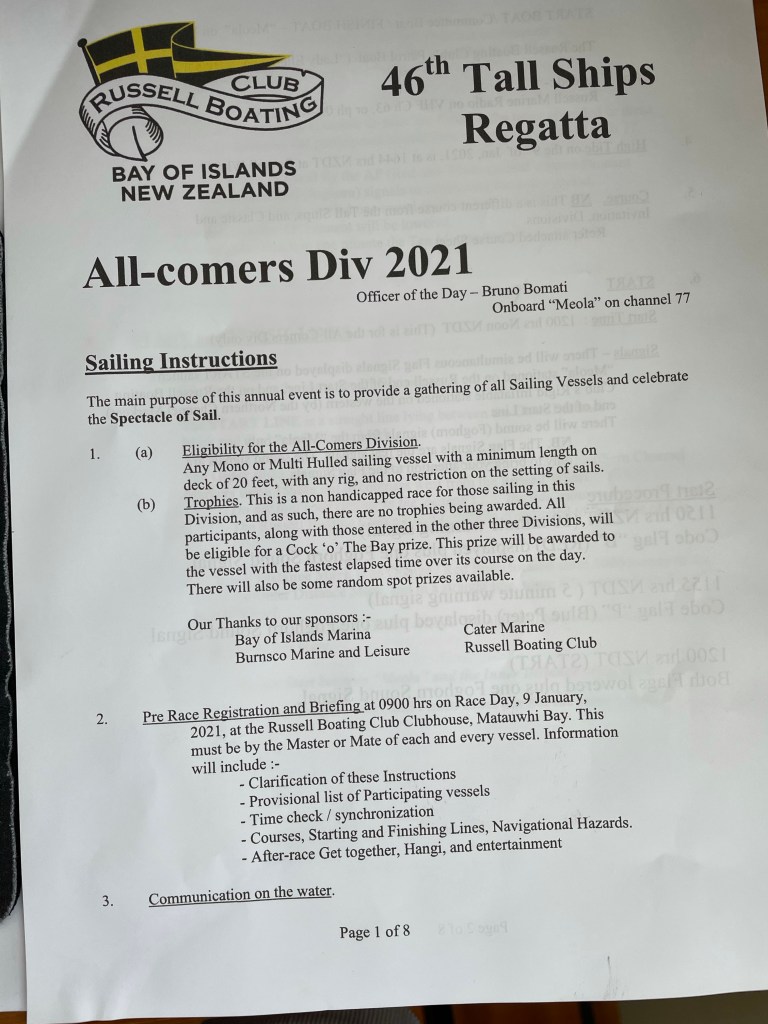 RUSSELL BOATING CLUB
BAY OF ISLANDS
NEW ZEALAND
46th Tall Ships
Regatta
All-comers Div 2021
Officer of the Day – Bruno Bomati
Onboard “Meola” on channel 77
Sailing Instructions
The main purpose of this annual event is to provide a gathering of all Sailing Vessels and celebrate
the Spectacle of Sail.
1. (a) Eligibility for the All-Comers Division.
Any Mono or Multi Hulled sailing vessel with a minimum length on
deck of 20 feet, with any rig, and no restriction on the setting of sails.
(b) Trophies. This is a non handicapped race for those sailing in this
Division, and as such, there are no trophies being awarded. All
participants, along with those entered in the other three Divisions, will
be eligible for a Cock ‘o’ The Bay prize. This prize will be awarded to
the vessel with the fastest elapsed time over its course on the day.
There will also be some random spot prizes available.
Our Thanks to our sponsors :-
Bay of Islands Marina Cater Marine
Burnsco Marine and Leisure Russell Boating Club
2. Pre Race Registration and Briefing at 0900 hrs on Race Day, 9 January,
2021, at the Russell Boating Club Clubhouse, Matauwhi Bay. This
must be by the Master or Mate of each and every vessel. Information
will include :-
- Clarification of these Instructions
- Provisional list of Participating vessels
- Time check / synchronization
- Courses, Starting and Finishing Lines, Navigational Hazards.
- After-race Get together, Hangi, and entertainment
3. Communication on the water.
Page 1 of 8